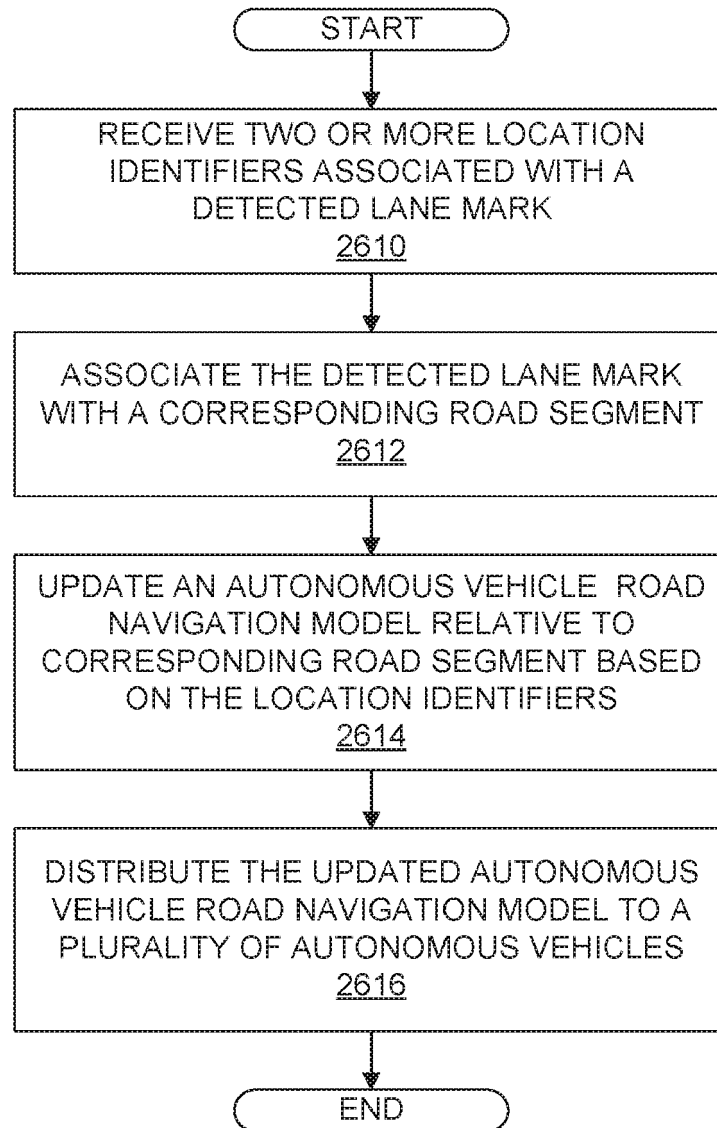 START
RECEIVE TWO OR MORE LOCATION
IDENTIFIERS ASSOCIATED WITH A
DETECTED LANE MARK
2610
ASSOCIATE THE DETECTED LANE MARK
WITH A CORRESPONDING ROAD SEGMENT
2612
UPDATE AN AUTONOMOUS VEHICLE ROAD
NAVIGATION MODEL RELATIVE TO
CORRESPONDING ROAD SEGMENT BASED
ON THE LOCATION IDENTIFIERS
2614
DISTRIBUTE THE UPDATED AUTONOMOUS
VEHICLE ROAD NAVIGATION MODEL TO A
PLURALITY OF AUTONOMOUS VEHICLES
2616
END